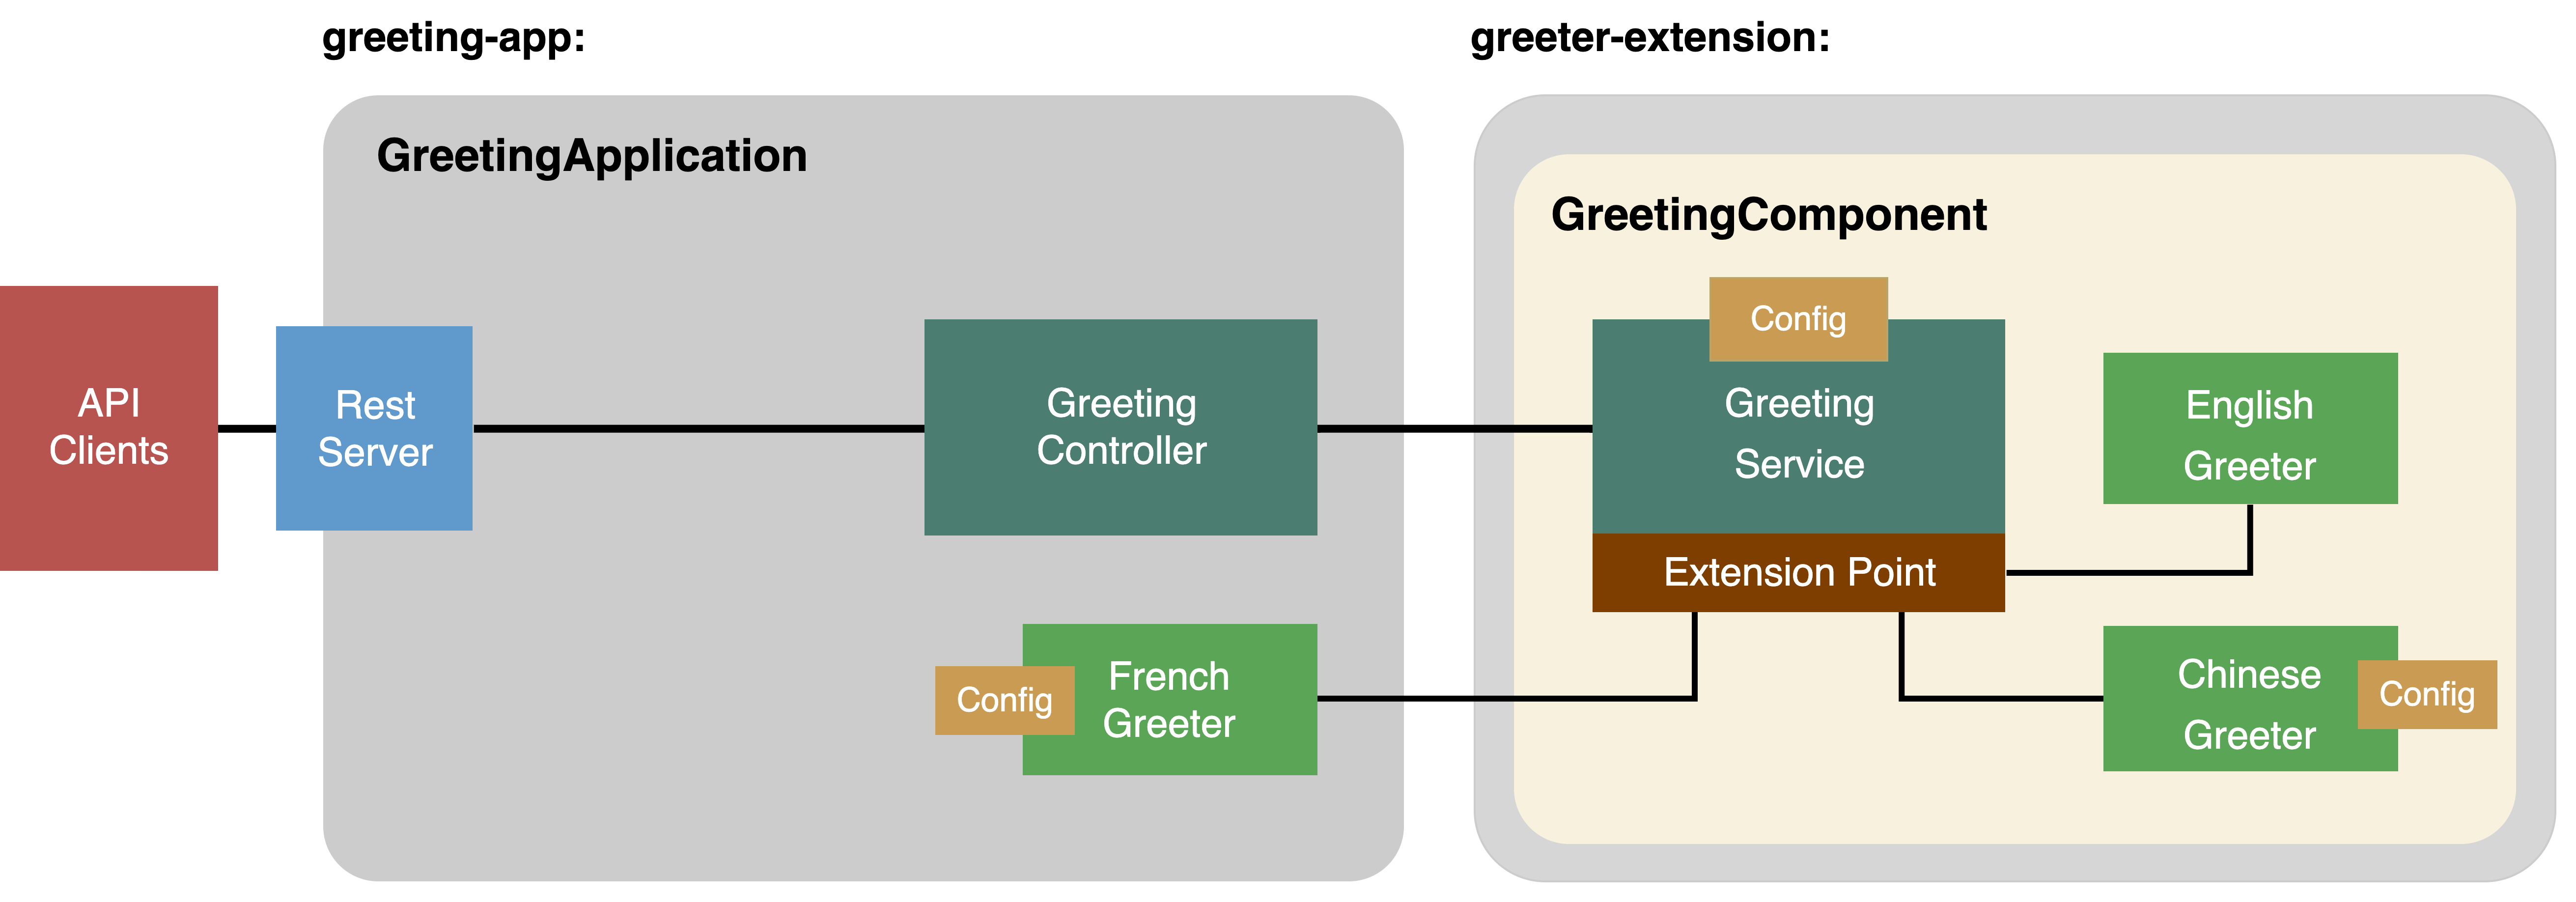 greeting-app:
greeter-extension:
GreetingApplication
GreetingComponent
API
Clients
Rest
Server
Greeting
Controller
Config
Greeting
Service
Extension Point
English
Greeter
Config
French
Greeter
Chinese
Greeter
Config